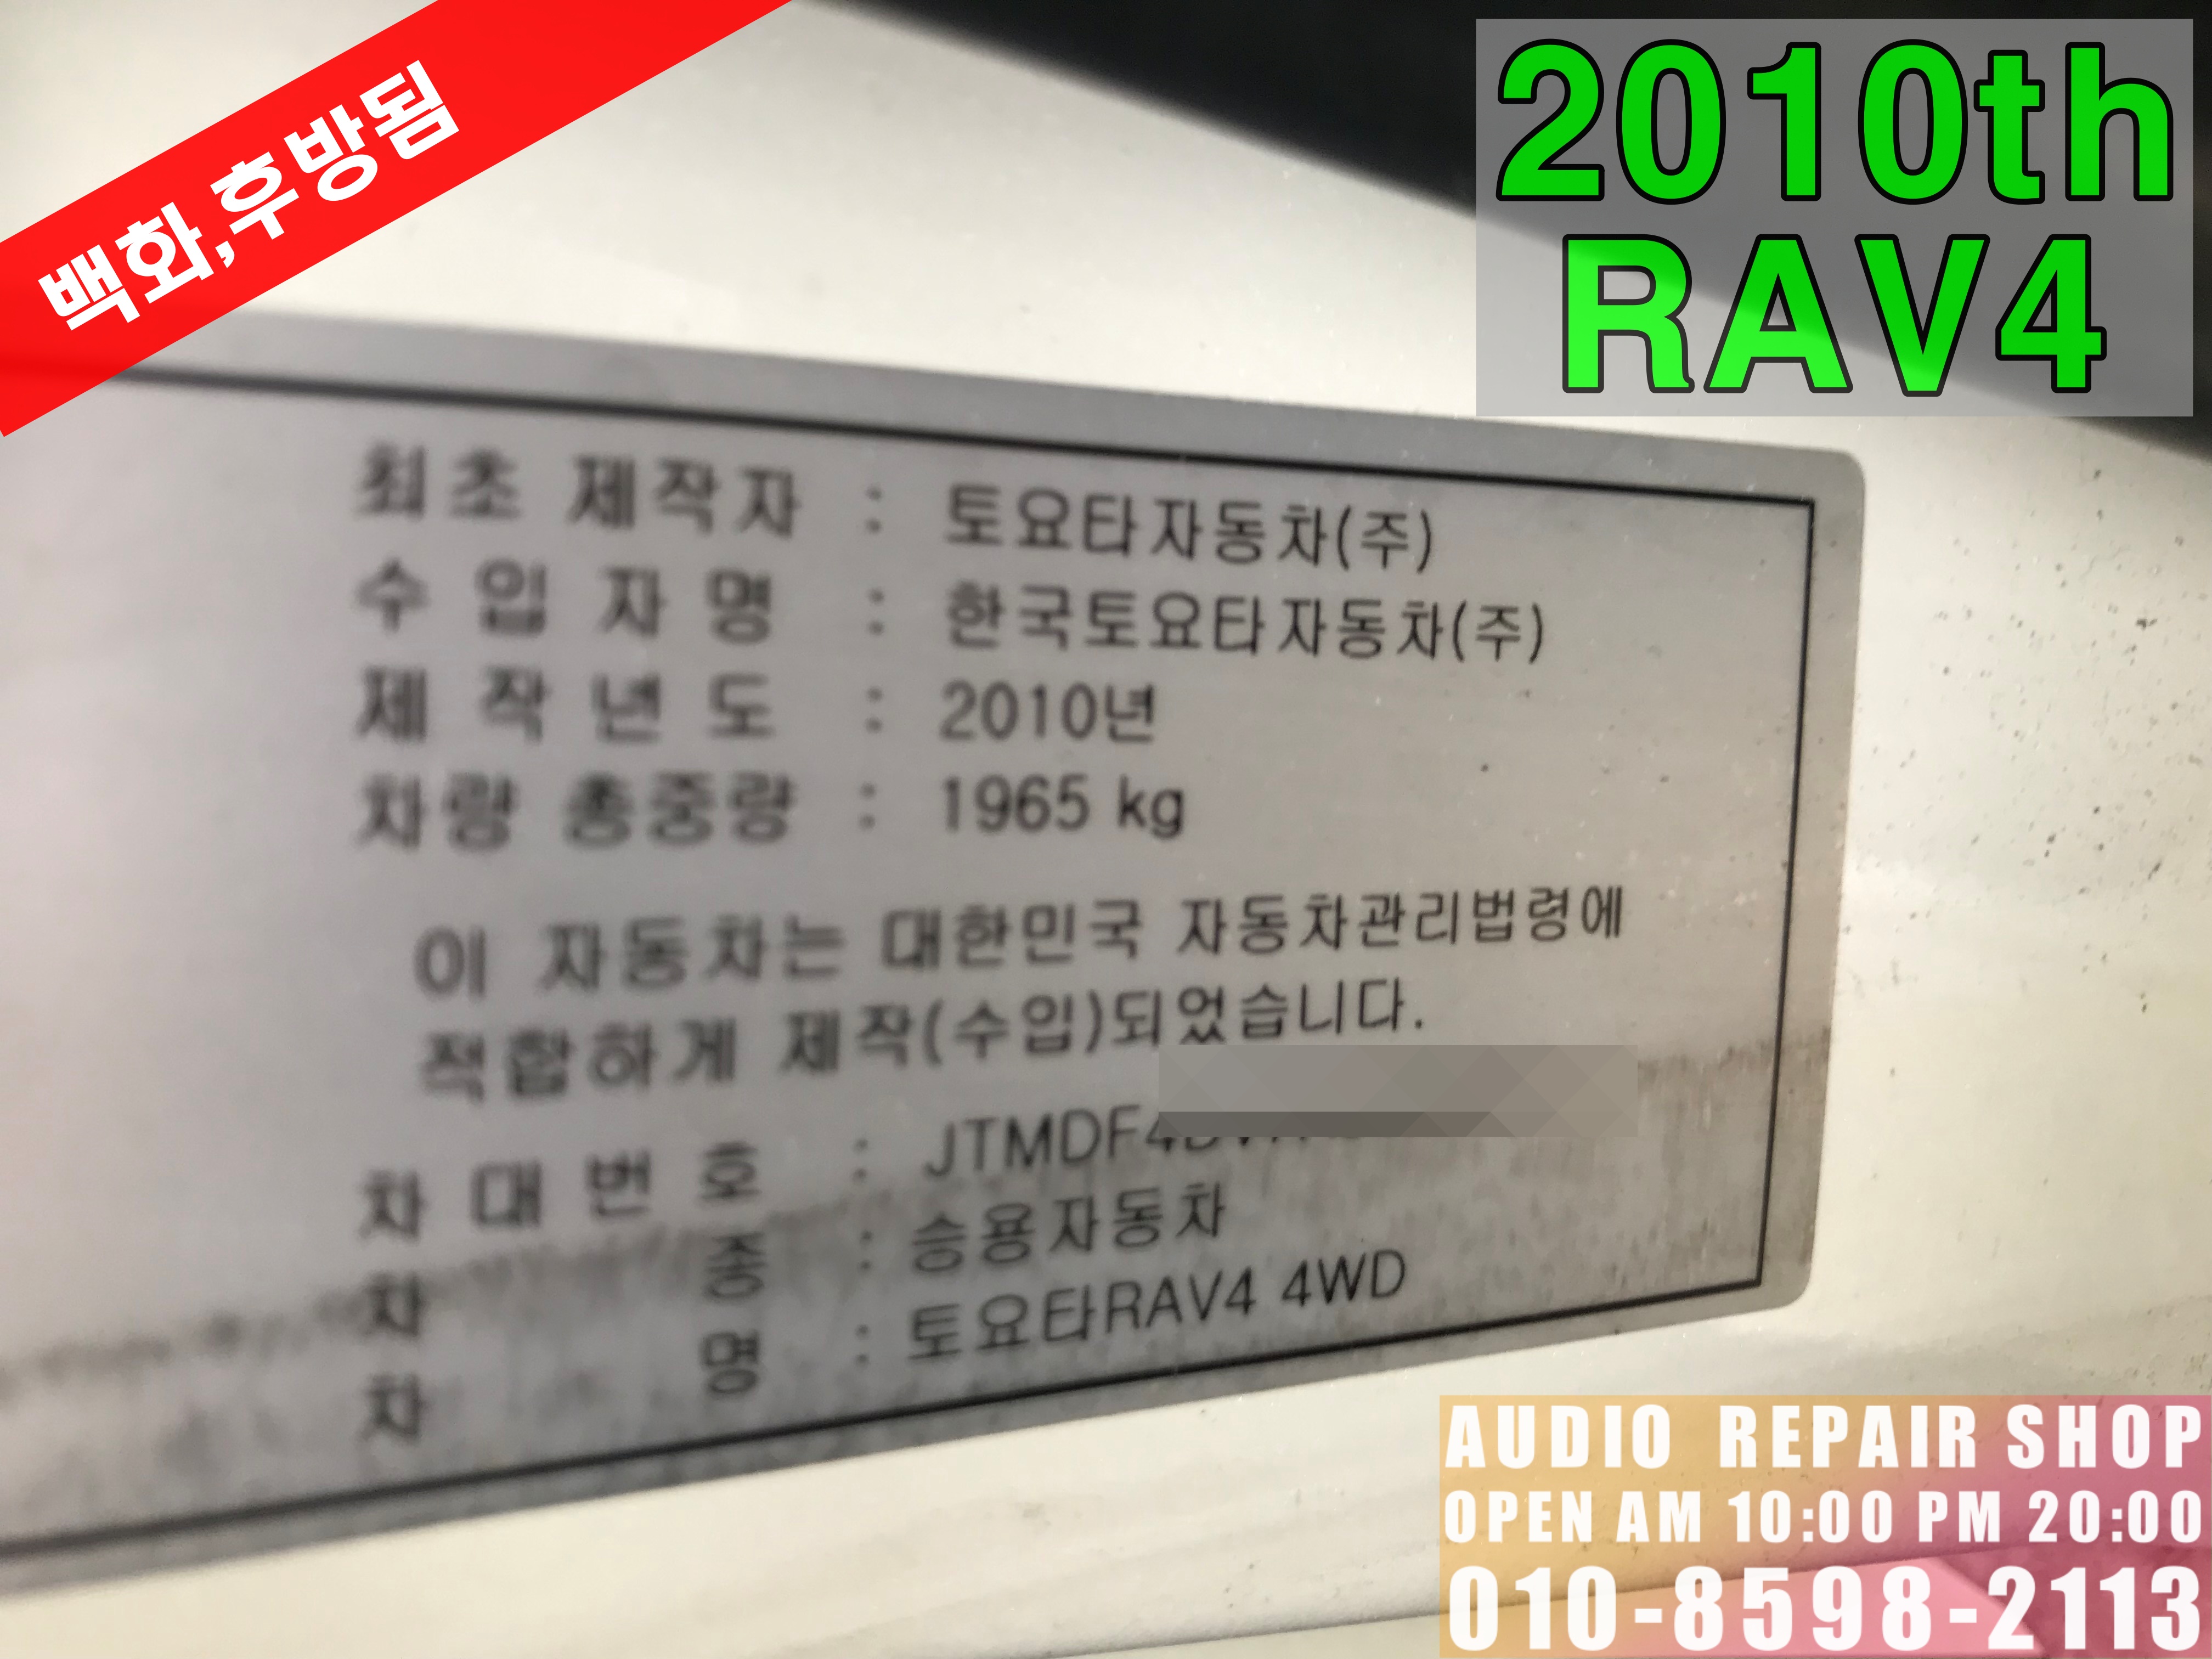 백화,후방됨
2010th
RAV4
최초 제작자 : 토요타자동차(주)
수입자명 : 한국토요타자동차(주)
제작년도 : 2010년
차량 총중량 : 1965 kg
이 자동차는 대한민국 자동차관리법령에
적합하게 제작(수입)되었습니다.
차대번호 : JTMDF4
차종 : 승용자동차
차명 : 토요타RAV4 4WD
AUDIO REPAIR SHOP
OPEN AM 10:00 PM 20:00
010-8598-2113